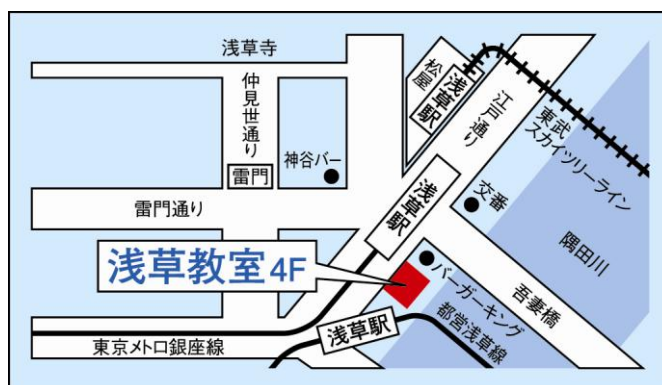 浅草寺
仲見世通り
雷門
神谷バー
雷門通り
松屋
浅草駅
江戸通り
東武
スカイツリーライン
浅草駅
交番
隅田川
浅草教室4F
バーガーキング
吾妻橋
都営浅草線
浅草駅
東京メトロ銀座線